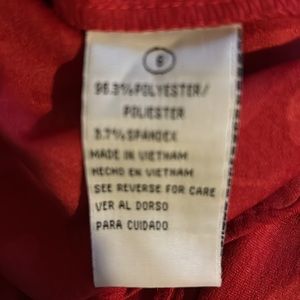 6
96.3%POLYESTER/
POLIESTER
3.7%SPANDEX
MADE IN VIETNAM
HECHO EN VIETNAM
SEE REVERSE FOR CARE
VER AL DORSO
PARA CUIDADO